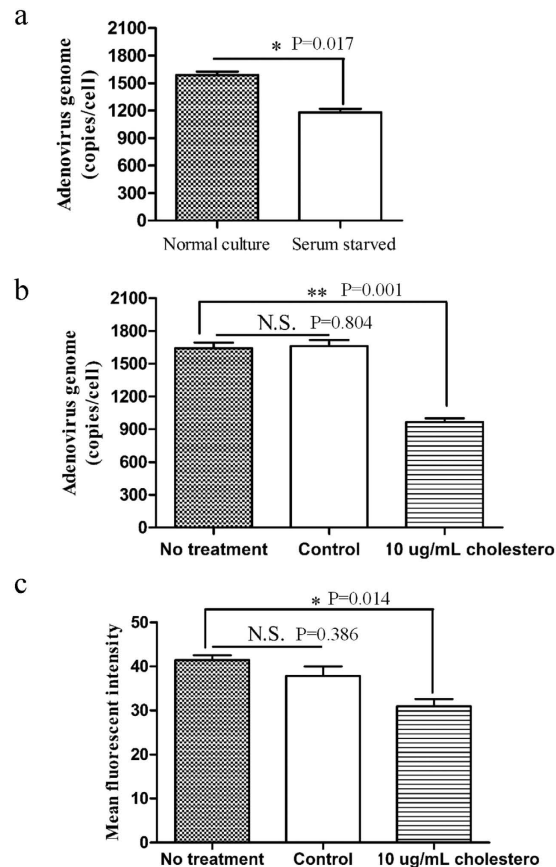 a
* P=0.017
Adenovirus genome
(copies/cell)
2100
1800
1500
1200
900
600
300
0
Normal culture Serum starved
b
** P=0.001
N.S. P=0.804
Adenovirus genome
(copies/cell)
2100
1800
1500
1200
900
600
300
0
No treatment Control 10 ug/mL cholestero
c
* P=0.014
N.S. P=0.386
Mean fluorescent intensity
50
40
30
20
10
0
No treatment Control 10 ug/mL cholestero